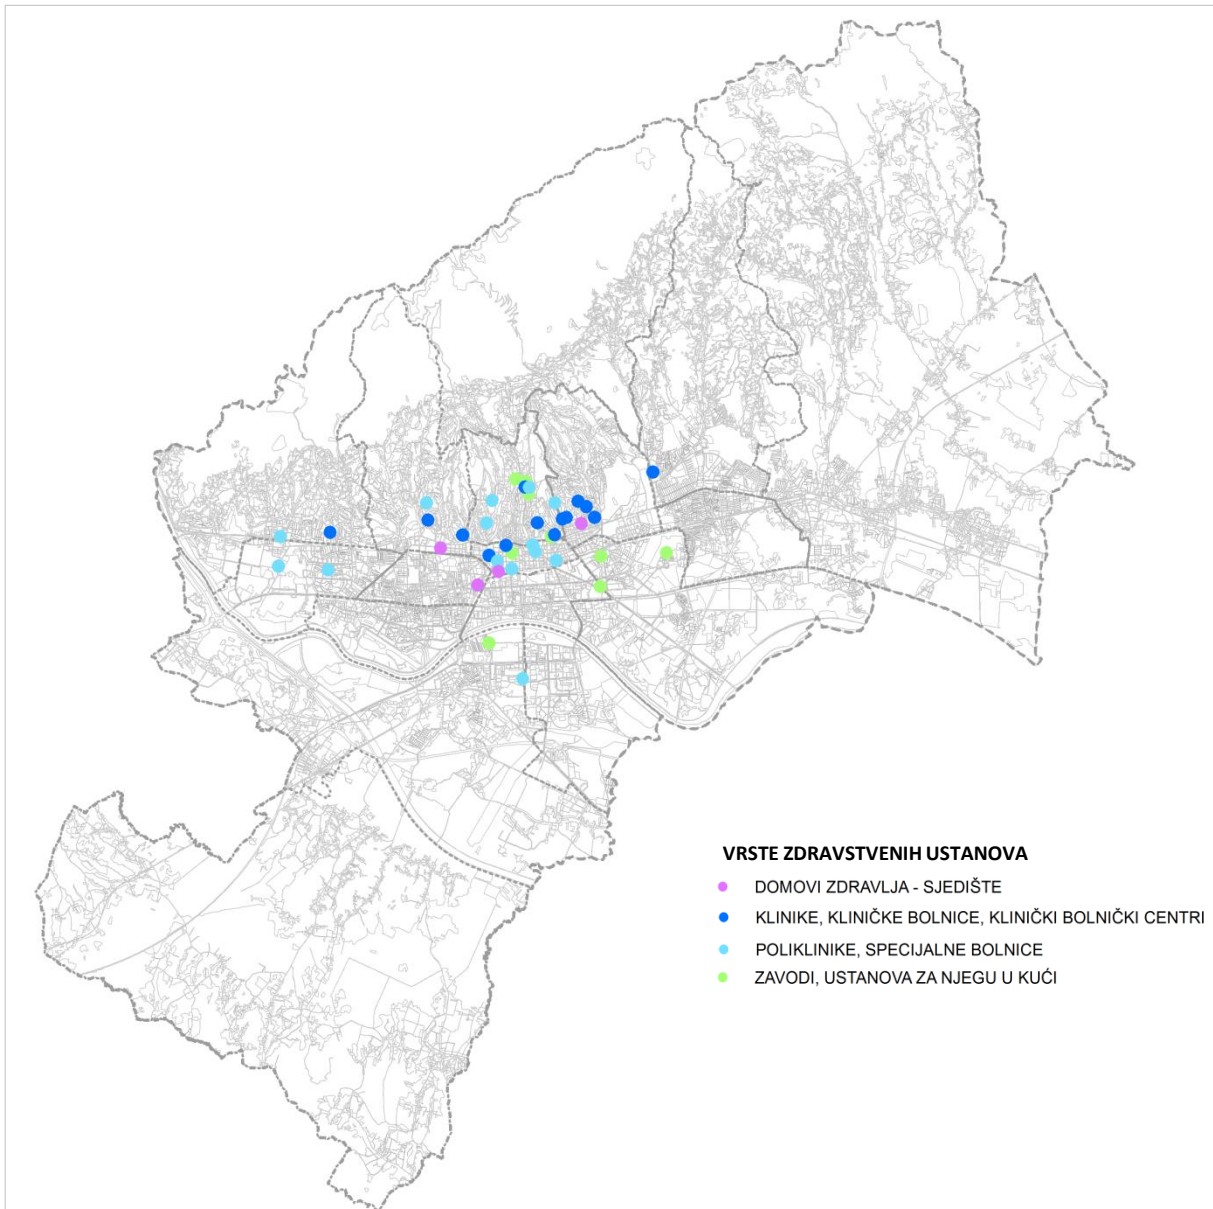 VRSTE ZDRAVSTVENIH USTANOVA
DOMOVI ZDRAVLJA - SJEDIŠTE
KLINIKE, KLINIČKE BOLNICE, KLINIČKI BOLNIČKI CENTRI
POLIKLINIKE, SPECIJALNE BOLNICE
ZAVODI, USTANOVA ZA NJEGU U KUĆI